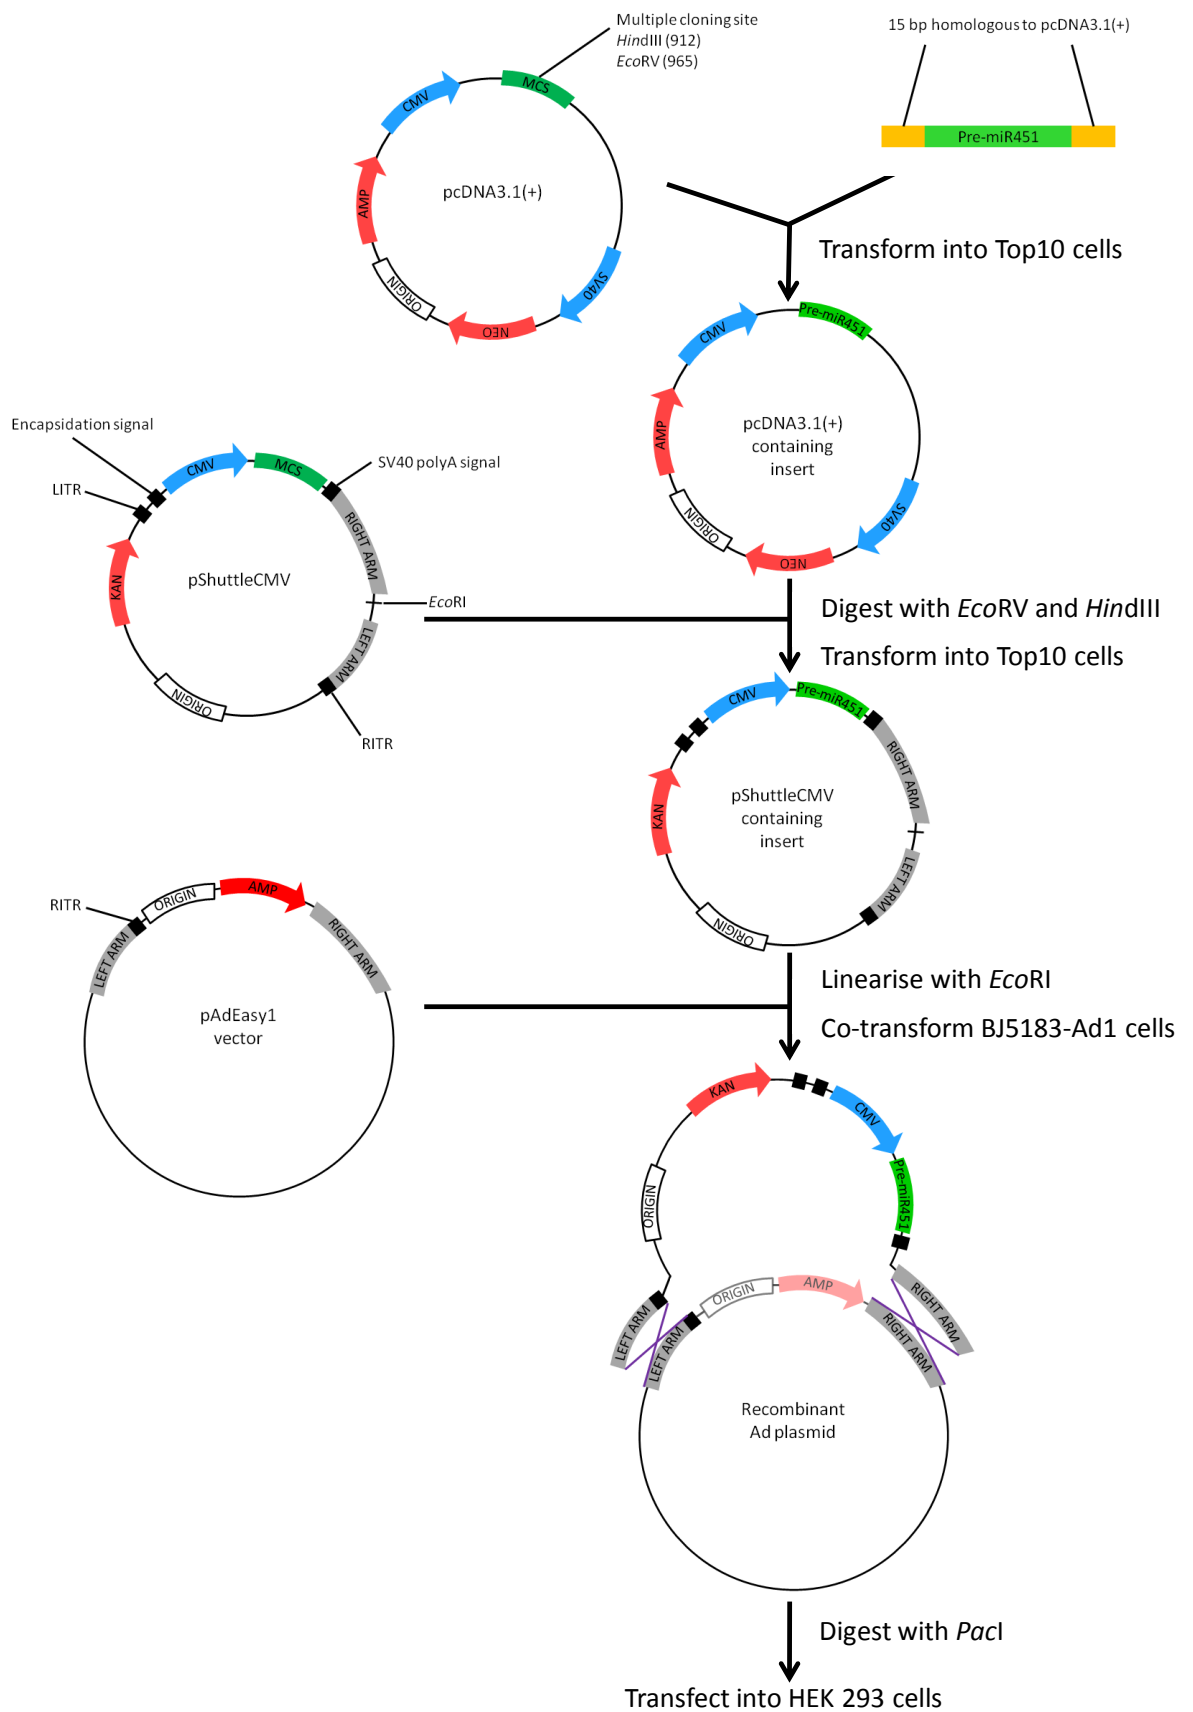 Multiple cloning site
HindIII (912)
EcoRV (965)
15 bp homologous to pcDNA3.1(+)
CMV
MCS
Pre-miR451
AMP
pcDNA3.1(+)
ORIGIN
NEO
SV40
Transform into Top10 cells
CMV
Pre-miR451
AMP
pcDNA3.1(+)
containing
insert
ORIGIN
NEO
SV40
Encapsidation signal
LITR
CMV
MCS
SV40 polyA signal
RIGHT ARM
KAN
pShuttleCMV
EcoRI
LEFT ARM
ORIGIN
RITR
Digest with EcoRV and HindIII
Transform into Top10 cells
CMV
Pre-miR451
RIGHT ARM
KAN
pShuttleCMV
containing
insert
LEFT ARM
ORIGIN
RITR
ORIGIN
AMP
LEFT ARM
RIGHT ARM
pAdEasy1
vector
Linearise with EcoRI
Co-transform BJ5183-Ad1 cells
KAN
CMV
ORIGIN
Pre-miR451
ORIGIN
AMP
LEFT ARM
LEFT ARM
RIGHT ARM
RIGHT ARM
Recombinant
Ad plasmid
Digest with PacI
Transfect into HEK 293 cells